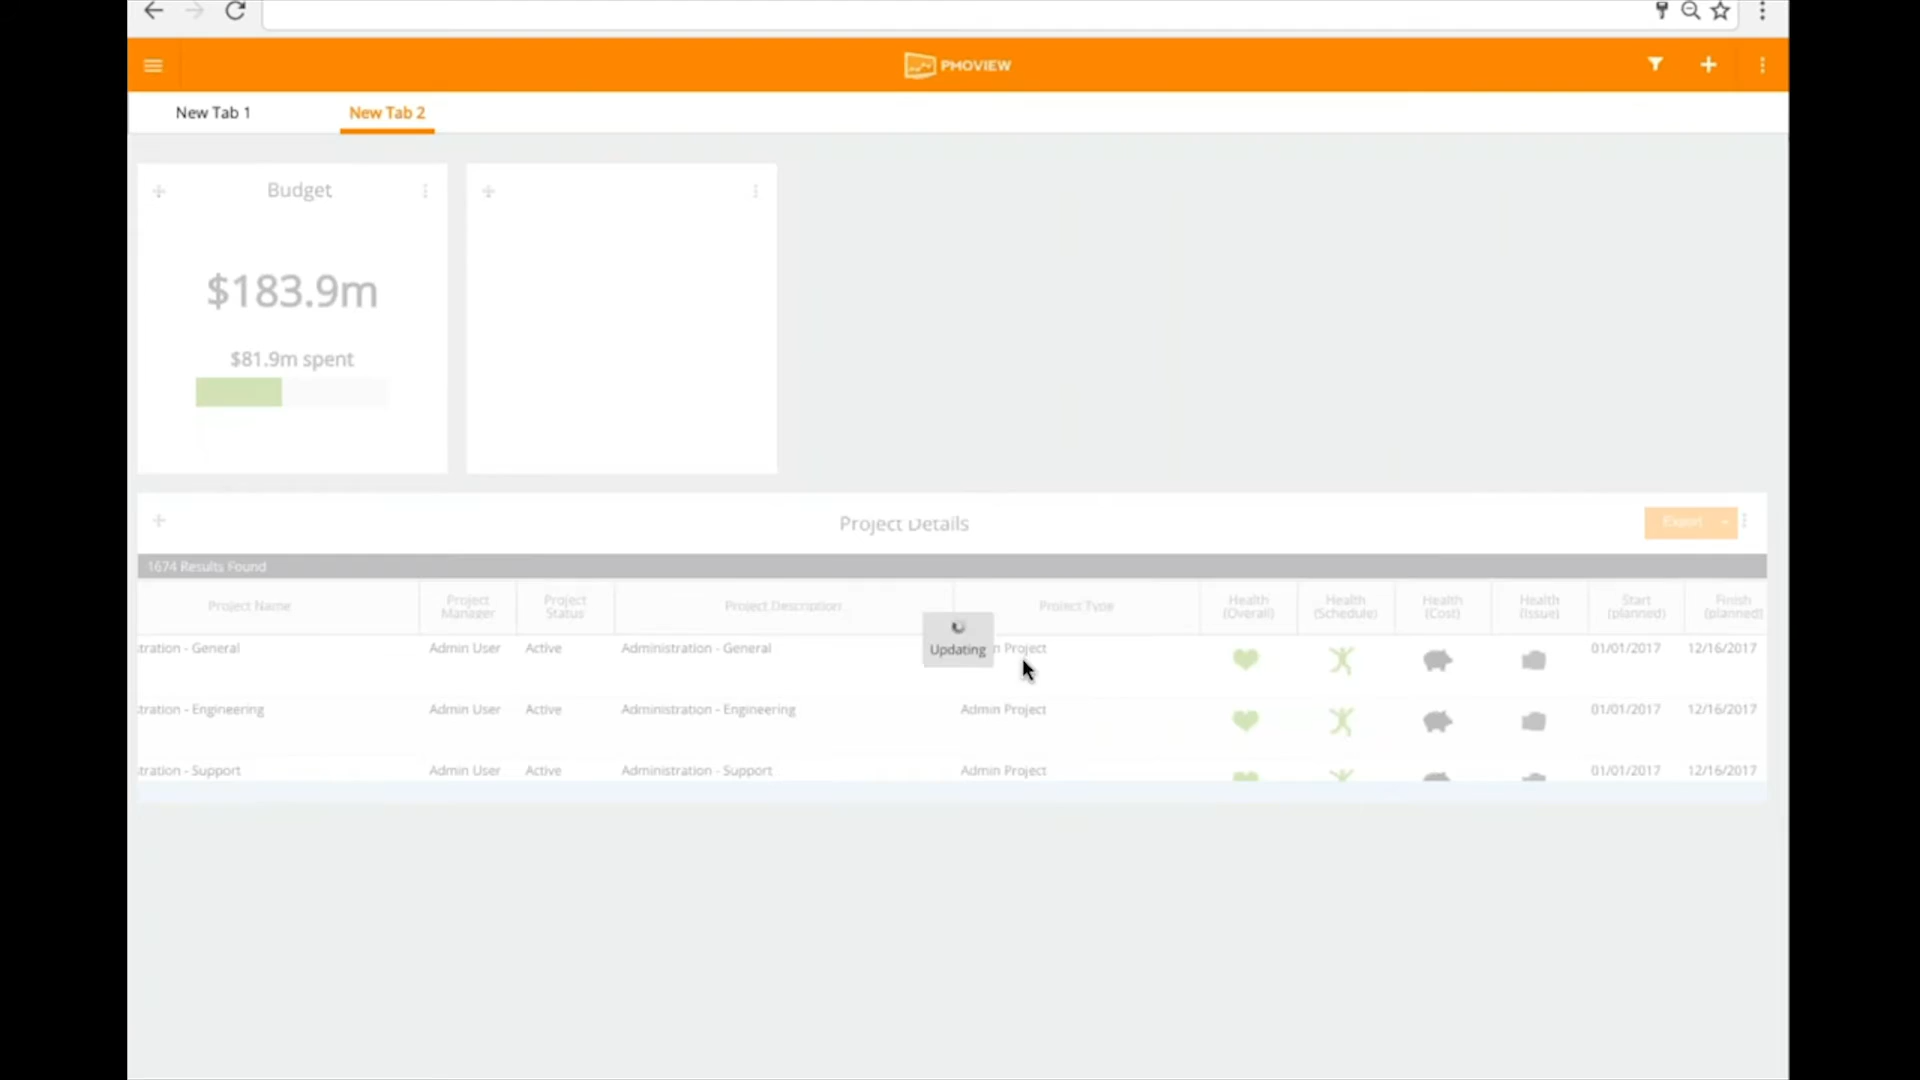 PMOVIEW
New Tab 1
New Tab 2
Budget
$183.9m
$81.9m spent
Project Details
Export
1674 Results Found
Project Name
Project Manager
Project Status
Project Description
Project Type
Health (Overall)
Health (Schedule)
Health (Cost)
Health (Issue)
Start (planned)
Finish (planned)
Updating
tration - General
Admin User
Active
Administration - General
n Project
01/01/2017
12/16/2017
tration - Engineering
Admin User
Active
Administration - Engineering
Admin Project
01/01/2017
12/16/2017
tration - Support
Admin User
Active
Administration - Support
Admin Project
01/01/2017
12/16/2017